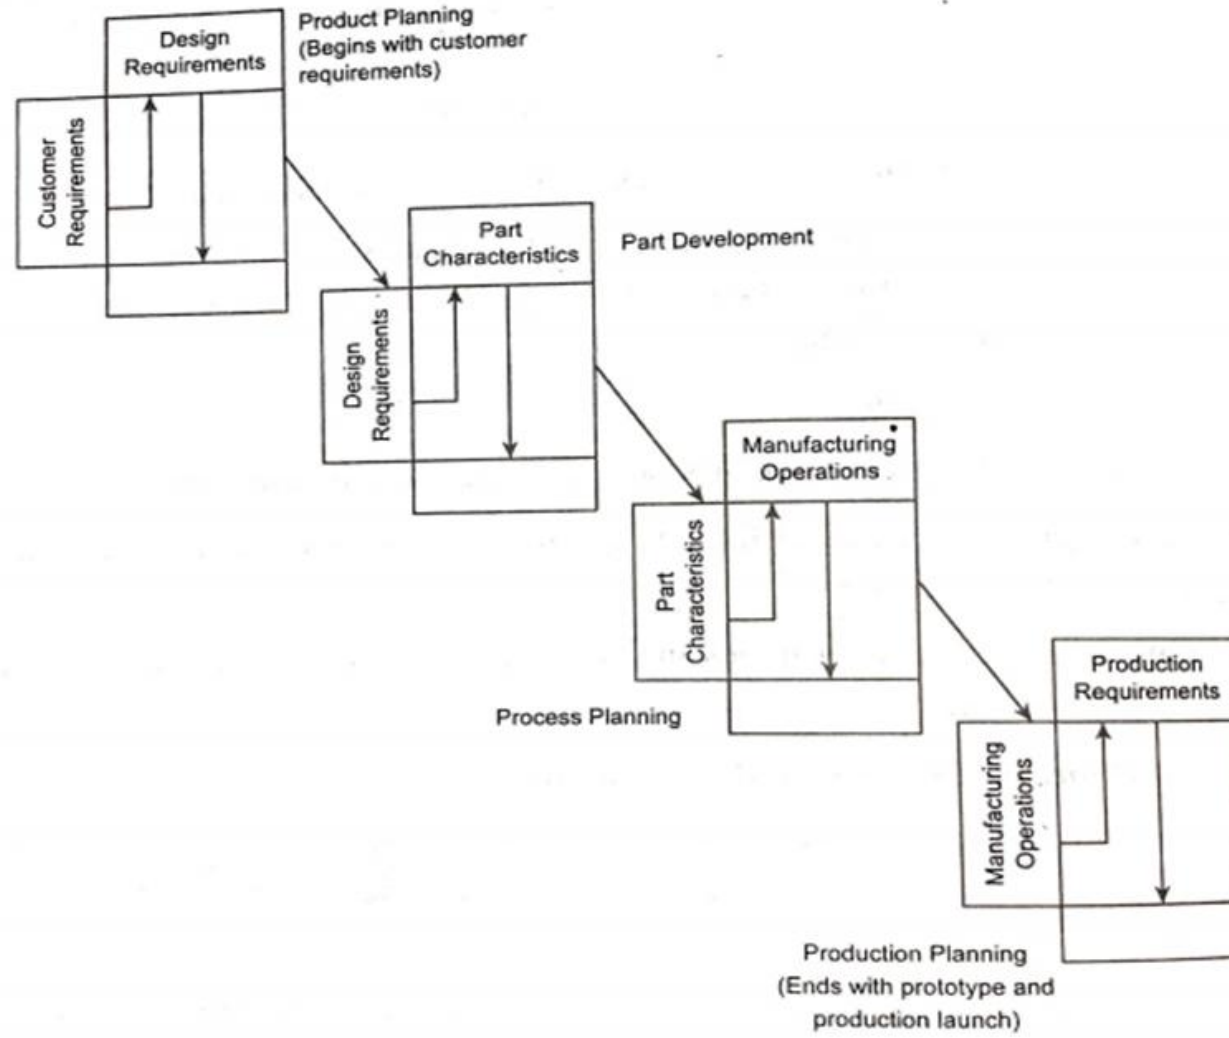 Design
Requirements
Product Planning
(Begins with customer
requirements)
Customer
Requirements
Part
Characteristics
Part Development
Design
Requirements
Manufacturing
Operations
Part
Characteristics
Process Planning
Production
Requirements
Manufacturing
Operations
Production Planning
(Ends with prototype and
production launch)